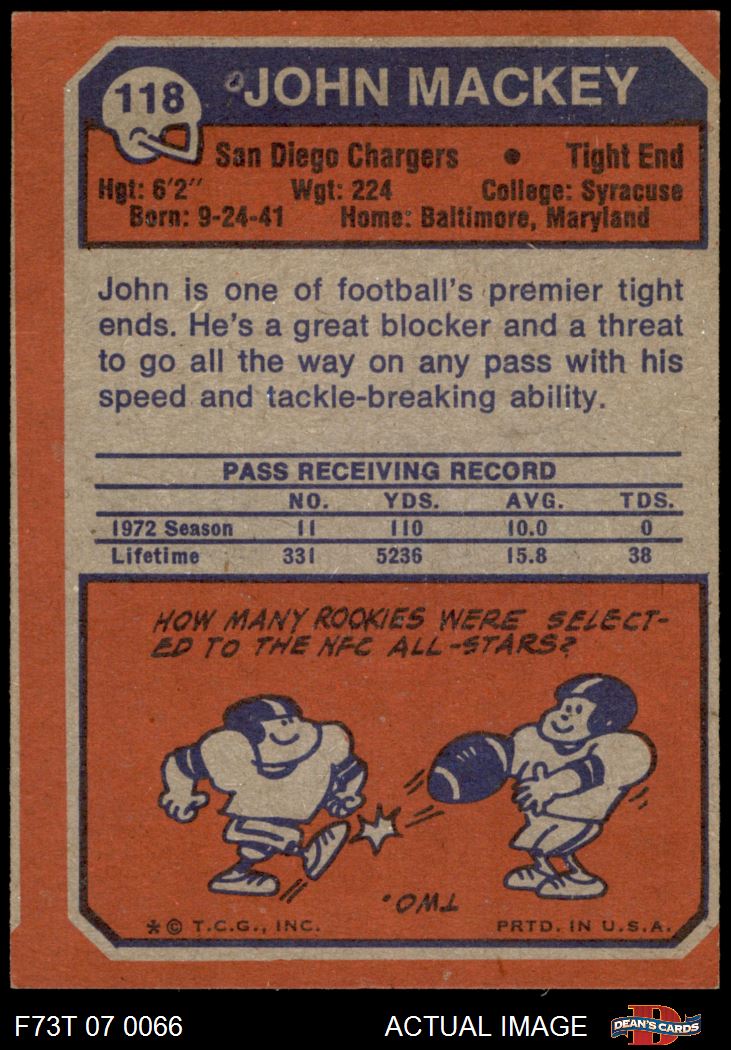 118
JOHN MACKEY
San Diego Chargers • Tight End
Hgt: 6'2" Wgt: 224 College: Syracuse
Born: 9-24-41 Home: Baltimore, Maryland
John is one of football's premier tight
ends. He's a great blocker and a threat
to go all the way on any pass with his
speed and tackle-breaking ability.
PASS RECEIVING RECORD
NO. YDS. AVG. TDS.
1972 Season 11 110 10.0 0
Lifetime 331 5236 15.8 38
HOW MANY ROOKIES WERE SELECT-
ED TO THE NFC ALL-STARS?
TWO.
* © T.C.G., INC. PRTD. IN U.S.A.
F73T 07 0066 ACTUAL IMAGE
D
DEAN'S CARDS